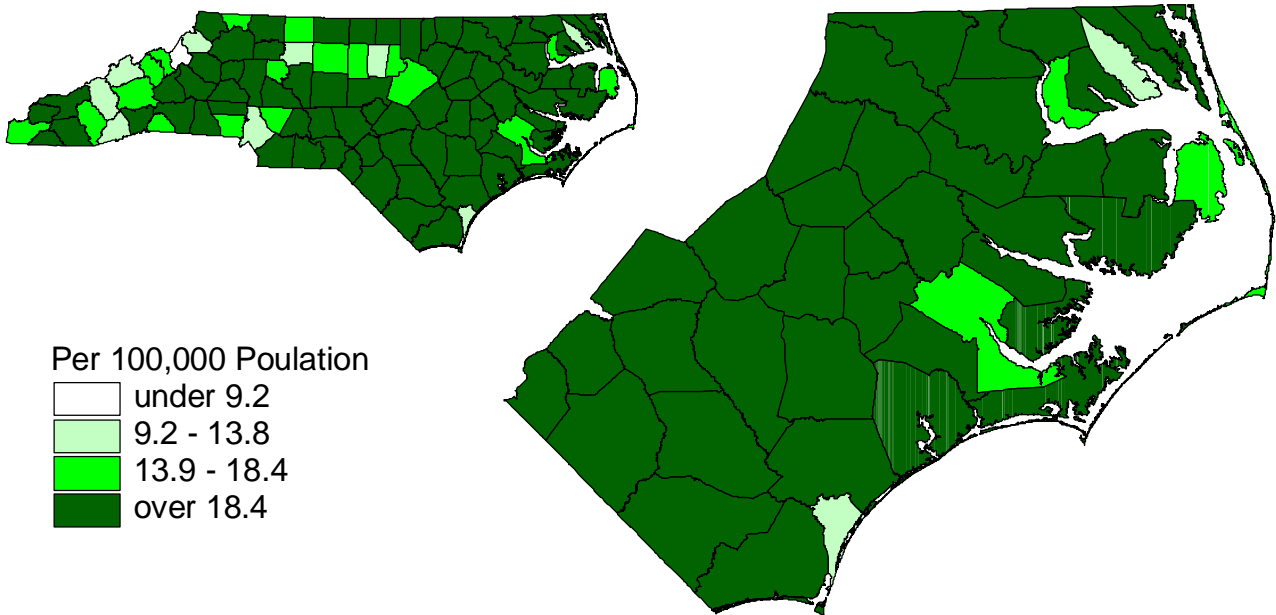 Per 100,000 Poulation
under 9.2
9.2 - 13.8
13.9 - 18.4
over 18.4